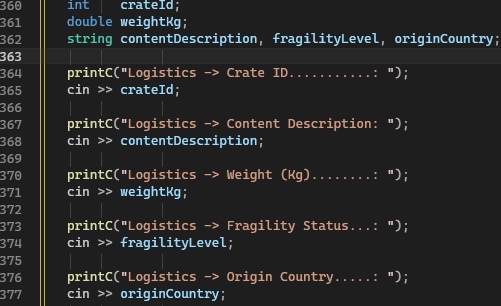 360 int    crateId;
361 double weightKg;
362 string contentDescription, fragilityLevel, originCountry;
363
364 printC("Logistics -> Crate ID...........: ");
365 cin >> crateId;
366
367 printC("Logistics -> Content Description: ");
368 cin >> contentDescription;
369
370 printC("Logistics -> Weight (Kg)........: ");
371 cin >> weightKg;
372
373 printC("Logistics -> Fragility Status...: ");
374 cin >> fragilityLevel;
375
376 printC("Logistics -> Origin Country.....: ");
377 cin >> originCountry;